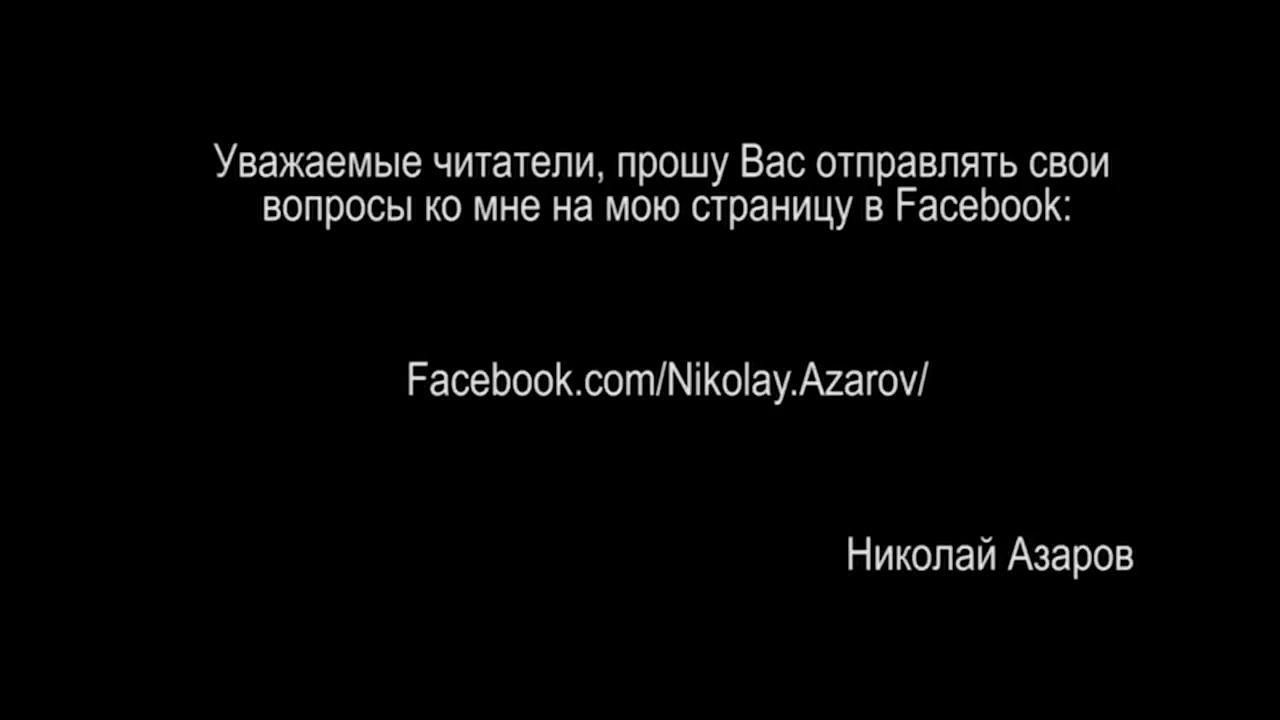 Уважаемые читатели, прошу Вас отправлять свои
вопросы ко мне на мою страницу в Facebook:
Facebook.com/Nikolay.Azarov/
Николай Азаров